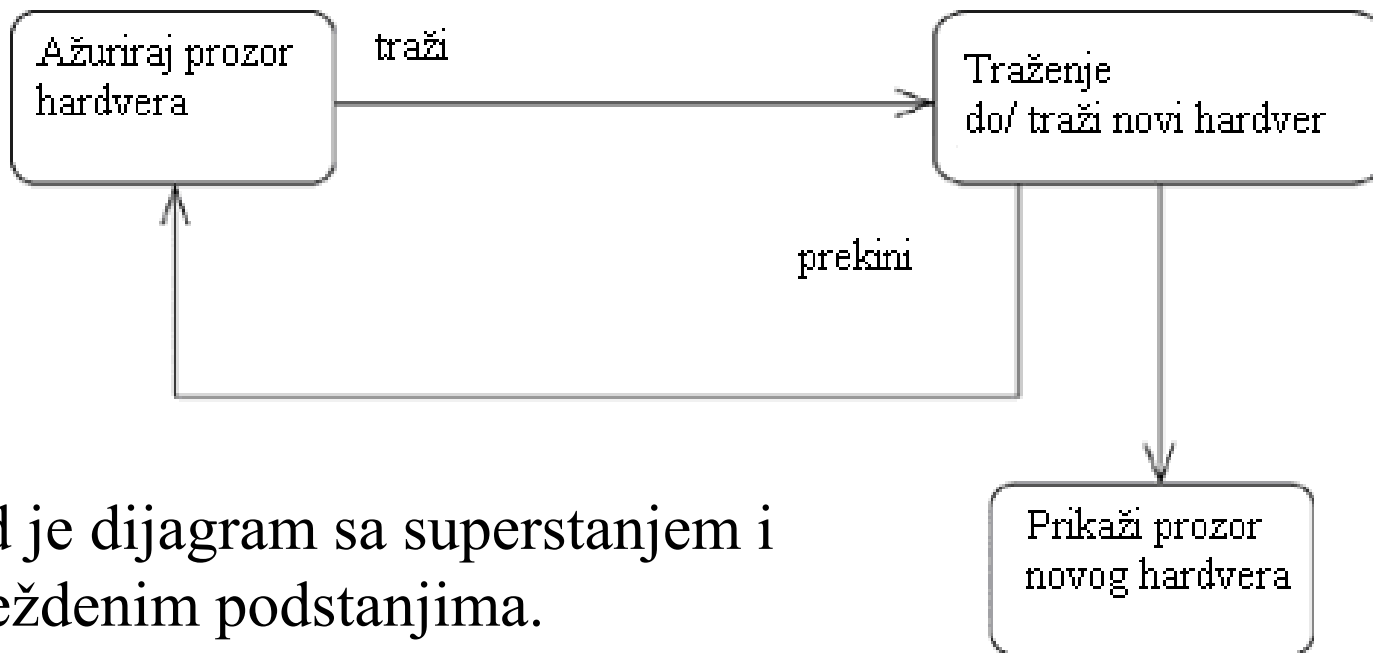 Ažuriraj prozor
hardvera
traži
Traženje
do/ traži novi hardver
prekini
je dijagram sa superstanjem i
podstanjima.
Prikaži prozor
novog hardvera